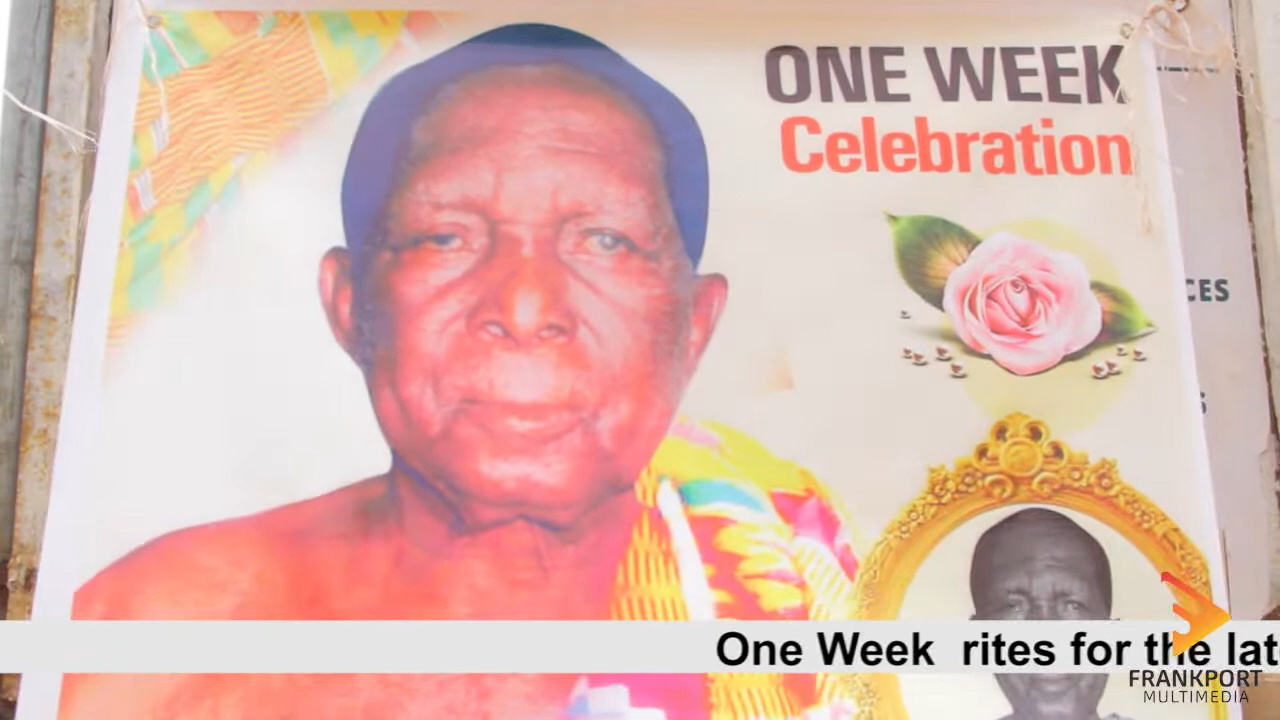 ONE WEEK
Celebration
CES
One Week rites for the lat
FRANKPORT
MULTIMEDIA